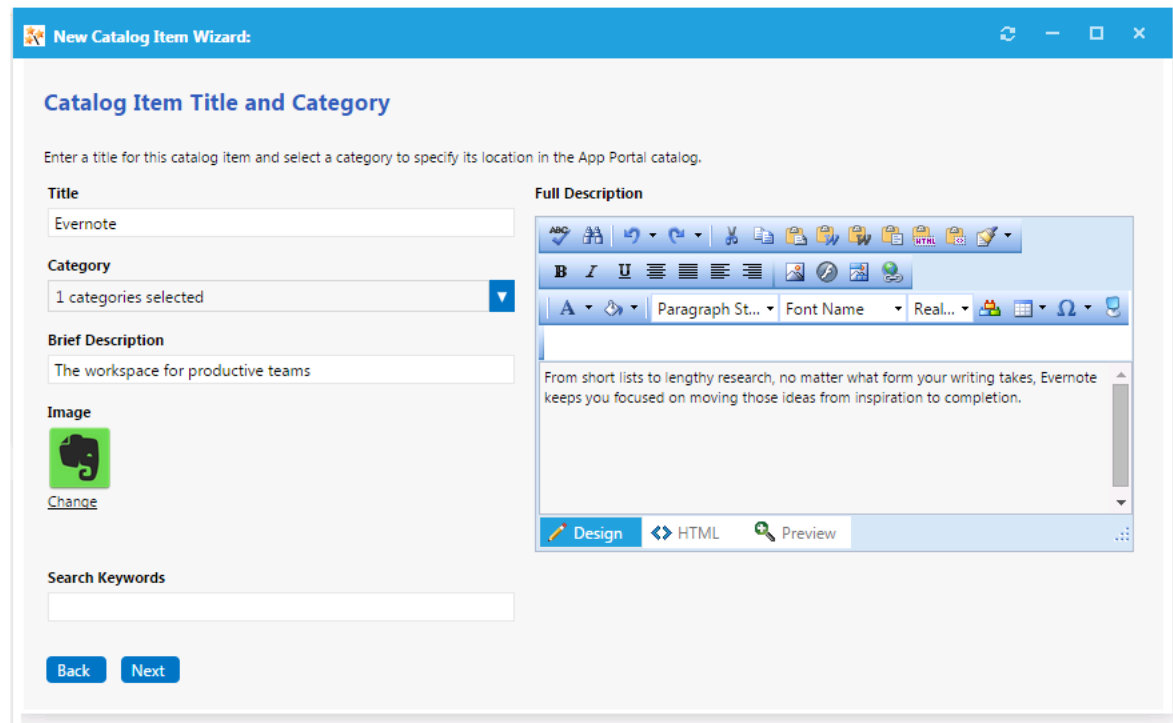 New Catalog Item Wizard:
Catalog Item Title and Category
Enter a title for this catalog item and select a category to specify its location in the App Portal catalog.
Title
Evernote
Category
1 categories selected
Brief Description
The workspace for productive teams
Image
Change
Search Keywords
Back Next
Full Description
ABC
W W HTML
B I U
A Paragraph St... Font Name Real... Ω
From short lists to lengthy research, no matter what form your writing takes, Evernote
keeps you focused on moving those ideas from inspiration to completion.
Design HTML Preview